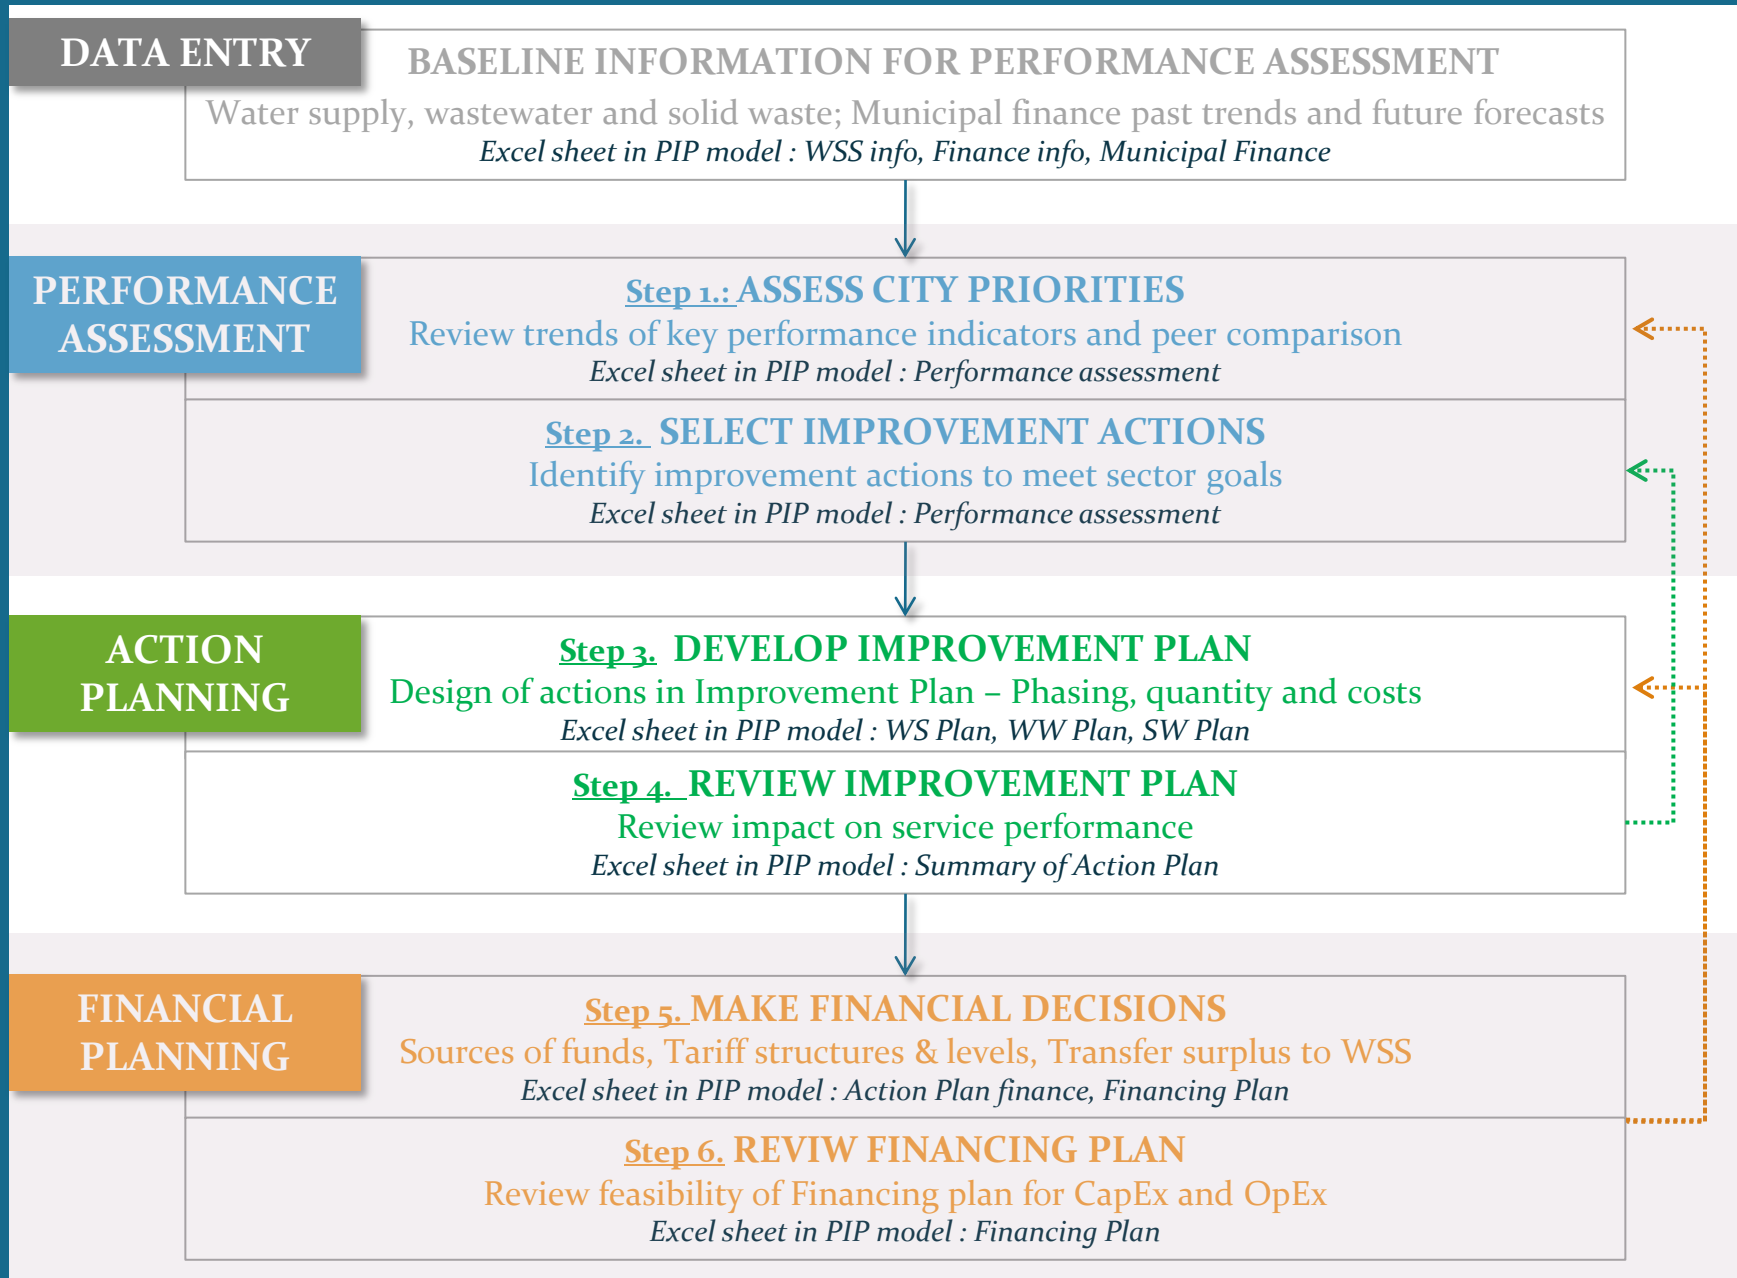 DATA ENTRY
BASELINE INFORMATION FOR PERFORMANCE ASSESSMENT
Water supply, wastewater and solid waste; Municipal finance past trends and future forecasts
Excel sheet in PIP model : WSS info, Finance info, Municipal Finance
PERFORMANCE
ASSESSMENT
Step 1.: ASSESS CITY PRIORITIES
Review trends of key performance indicators and peer comparison
Excel sheet in PIP model : Performance assessment
Step 2. SELECT IMPROVEMENT ACTIONS
Identify improvement actions to meet sector goals
Excel sheet in PIP model : Performance assessment
ACTION
PLANNING
Step 3. DEVELOP IMPROVEMENT PLAN
Design of actions in Improvement Plan – Phasing, quantity and costs
Excel sheet in PIP model : WS Plan, WW Plan, SW Plan
Step 4. REVIEW IMPROVEMENT PLAN
Review impact on service performance
Excel sheet in PIP model : Summary of Action Plan
FINANCIAL
PLANNING
Step 5. MAKE FINANCIAL DECISIONS
Sources of funds, Tariff structures & levels, Transfer surplus to WSS
Excel sheet in PIP model : Action Plan finance, Financing Plan
Step 6. REVIW FINANCING PLAN
Review feasibility of Financing plan for CapEx and OpEx
Excel sheet in PIP model : Financing Plan